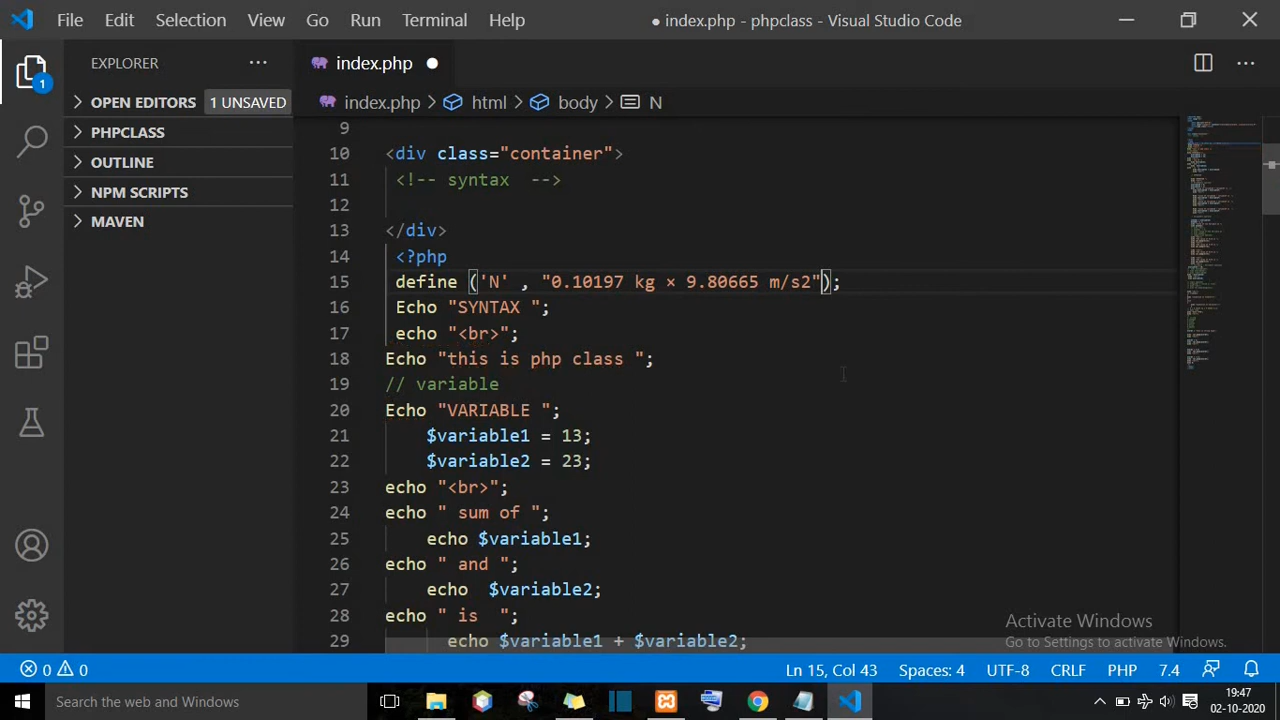 File Edit Selection View Go Run Terminal Help ● index.php - phpclass - Visual Studio Code
EXPLORER ···
index.php ●
OPEN EDITORS 1 UNSAVED
PHPCLASS
OUTLINE
NPM SCRIPTS
MAVEN
1
index.php > html > body > N
9
10 <div class="container">
11 <!-- syntax  -->
12
13 </div>
14 <?php
15 define ('N' , "0.10197 kg × 9.80665 m/s2");
16 Echo "SYNTAX ";
17 echo "<br>";
18 Echo "this is php class ";
19 // variable
20 Echo "VARIABLE ";
21 $variable1 = 13;
22 $variable2 = 23;
23 echo "<br>";
24 echo " sum of ";
25 echo $variable1;
26 echo " and ";
27 echo  $variable2;
28 echo " is  ";
29 echo $variable1 + $variable2;
Activate Windows
Go to Settings to activate Windows.
0 0 Ln 15, Col 43 Spaces: 4 UTF-8 CRLF PHP 7.4
Search the web and Windows
19:47
02-10-2020